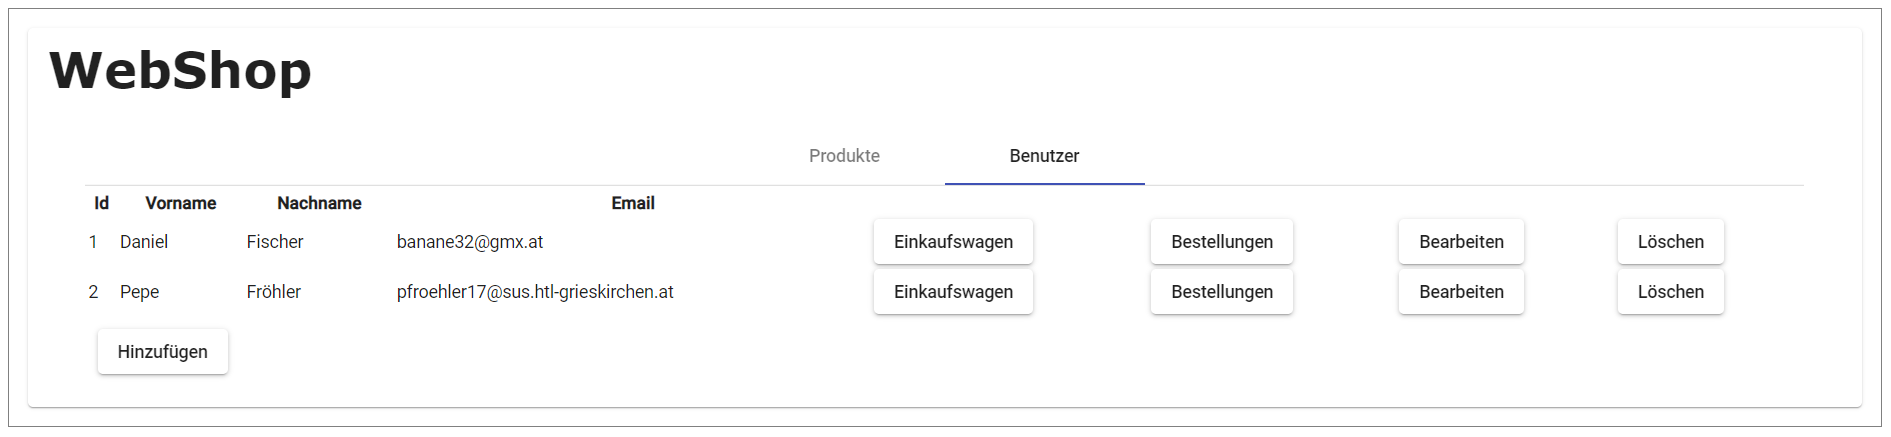 WebShop
Produkte Benutzer
Id Vorname Nachname Email
1 Daniel Fischer banane32@gmx.at Einkaufswagen Bestellungen Bearbeiten Löschen
2 Pepe Fröhler pfroehler17@sus.htl-grieskirchen.at Einkaufswagen Bestellungen Bearbeiten Löschen
Hinzufügen